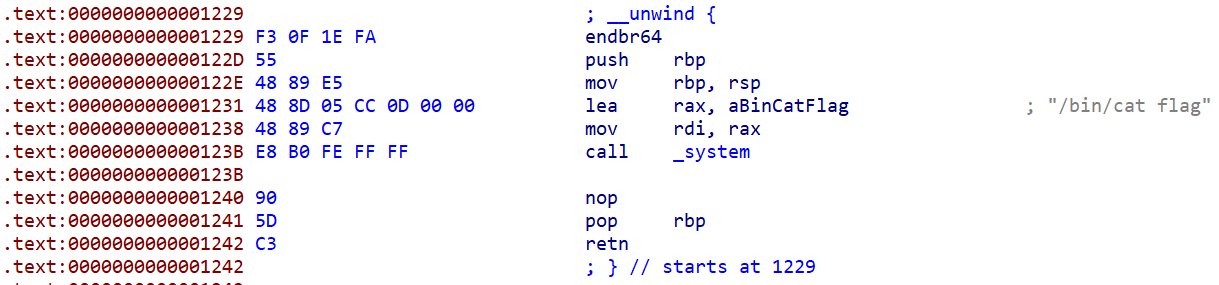 .text:0000000000001229 ; __unwind {
.text:0000000000001229 F3 0F 1E FA endbr64
.text:000000000000122D 55 push rbp
.text:000000000000122E 48 89 E5 mov rbp, rsp
.text:0000000000001231 48 8D 05 CC 0D 00 00 lea rax, aBinCatFlag ; "/bin/cat flag"
.text:0000000000001238 48 89 C7 mov rdi, rax
.text:000000000000123B E8 B0 FE FF FF call _system
.text:000000000000123B
.text:0000000000001240 90 nop
.text:0000000000001241 5D pop rbp
.text:0000000000001242 C3 retn
.text:0000000000001242 ; } // starts at 1229